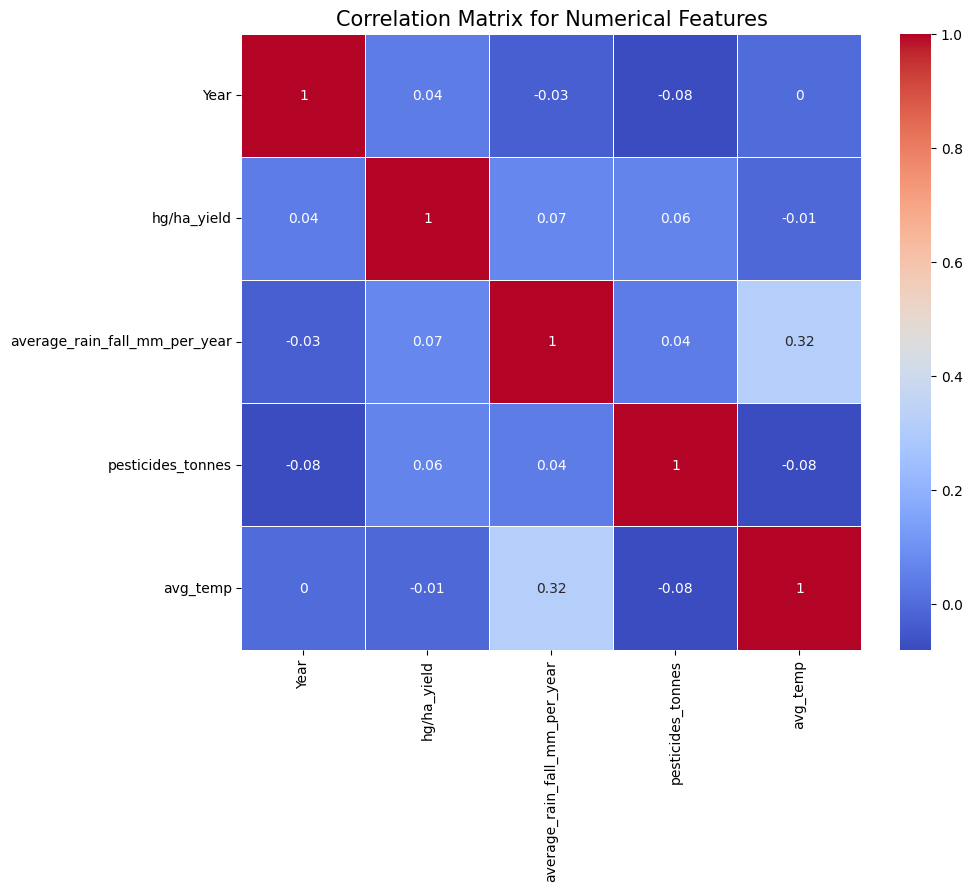 Correlation Matrix for Numerical Features
Year 1 0.04 -0.03 -0.08 0
hg/ha_yield 0.04 1 0.07 0.06 -0.01
average_rain_fall_mm_per_year -0.03 0.07 1 0.04 0.32
pesticides_tonnes -0.08 0.06 0.04 1 -0.08
avg_temp 0 -0.01 0.32 -0.08 1
Year
hg/ha_yield
average_rain_fall_mm_per_year
pesticides_tonnes
avg_temp
1.0
0.8
0.6
0.4
0.2
0.0